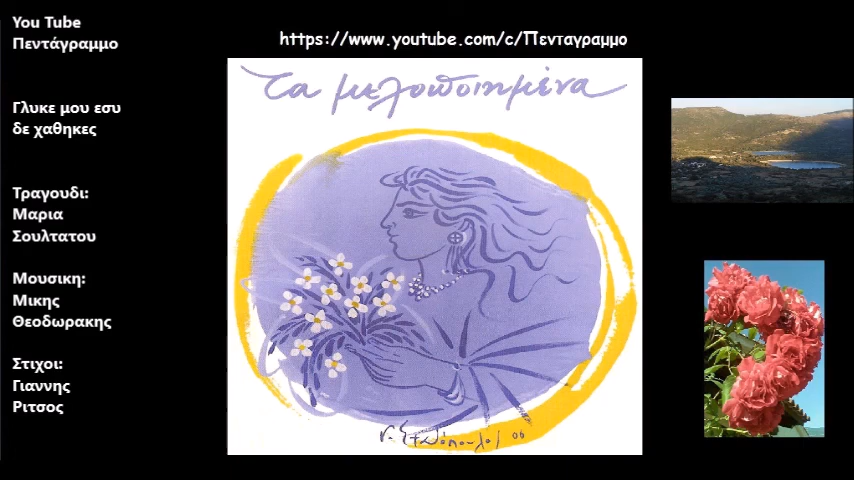 You Tube
Πεντάγραμμο
Γλυκε μου εσυ
δε χαθηκες
Τραγουδι:
Μαρια
Σουλτατου
Μουσικη:
Μικης
Θεοδωρακης
Στιχοι:
Γιαννης
Ριτσος
https://www.youtube.com/c/Πενταγραμμο
Τα μελοποιημένα
06